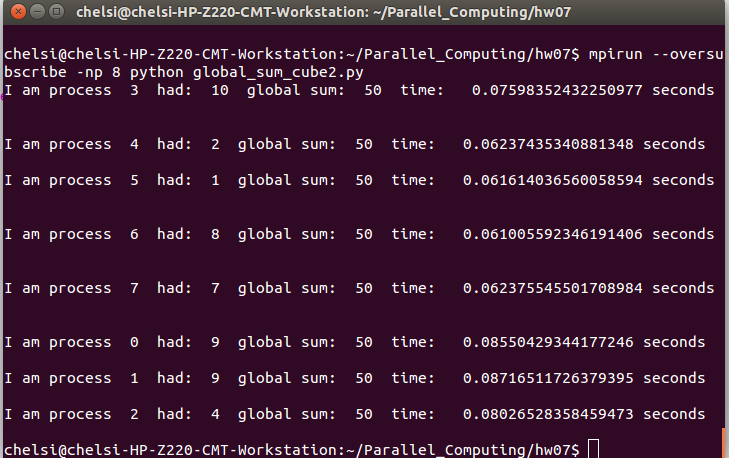 chelsi@chelsi-HP-Z220-CMT-Workstation: ~/Parallel_Computing/hw07
chelsi@chelsi-HP-Z220-CMT-Workstation:~/Parallel_Computing/hw07$ mpirun --oversu
bscribe -np 8 python global_sum_cube2.py
I am process  3  had:  10  global sum:  50  time:   0.07598352432250977 seconds
I am process  4  had:  2  global sum:  50  time:   0.06237435340881348 seconds
I am process  5  had:  1  global sum:  50  time:   0.061614036560058594 seconds
I am process  6  had:  8  global sum:  50  time:   0.061005592346191406 seconds
I am process  7  had:  7  global sum:  50  time:   0.062375545501708984 seconds
I am process  0  had:  9  global sum:  50  time:   0.08550429344177246 seconds
I am process  1  had:  9  global sum:  50  time:   0.08716511726379395 seconds
I am process  2  had:  4  global sum:  50  time:   0.08026528358459473 seconds
chelsi@chelsi-HP-Z220-CMT-Workstation:~/Parallel_Computing/hw07$